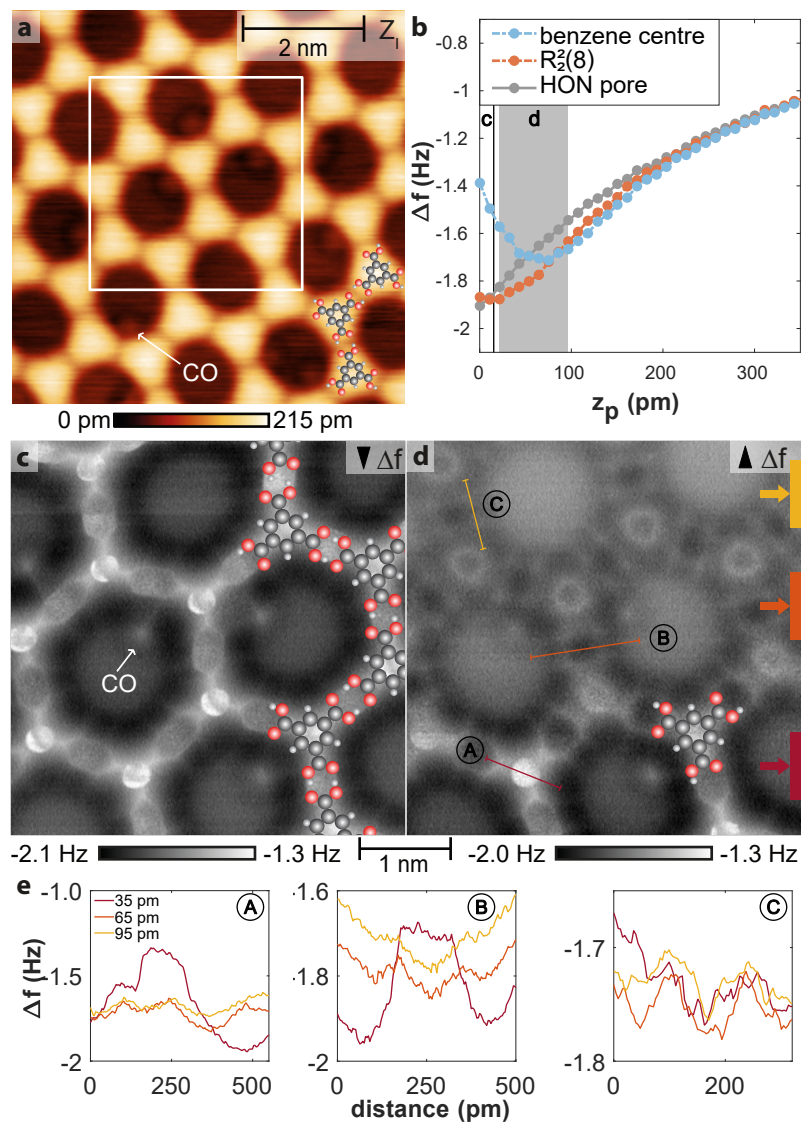 a
Z_I
2 nm
CO
0 pm
215 pm
b
benzene centre
R²₂(8)
HON pore
c
d
-0.7
-1
-1.2
-1.4
-1.6
-1.8
-2
Δf (Hz)
0
100
200
300
z_p (pm)
c
▼ Δf
CO
-2.1 Hz
-1.3 Hz
d
▲ Δf
C
B
A
1 nm
-2.0 Hz
-1.3 Hz
e
35 pm
65 pm
95 pm
A
-1.0
-1.5
-2
Δf (Hz)
0
250
500
B
-1.6
-1.8
-2
0
250
500
C
-1.7
-1.8
0
200
distance (pm)